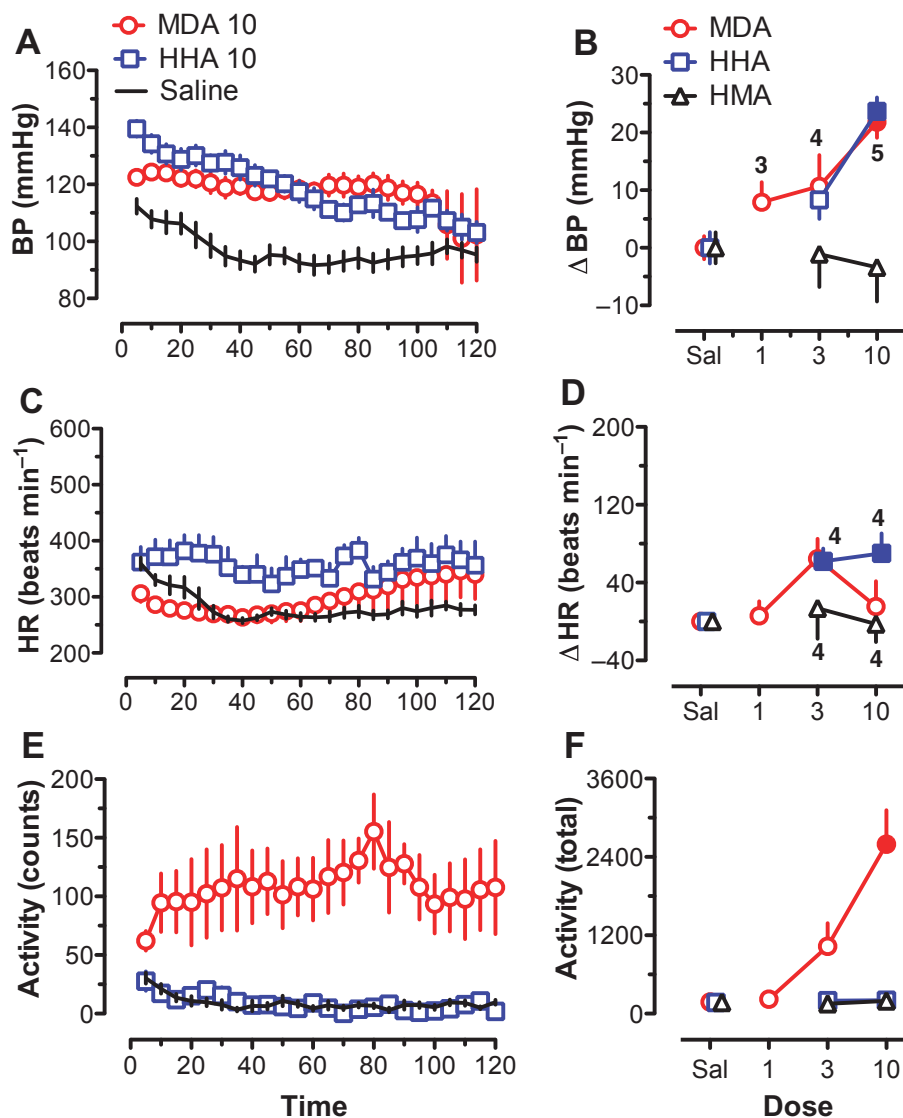 A
MDA 10
HHA 10
Saline
BP (mmHg)
160
140
120
100
80
0 20 40 60 80 100 120
B
MDA
HHA
HMA
Δ BP (mmHg)
30
20
10
0
–10
3
4
5
Sal 1 3 10
C
HR (beats min⁻¹)
600
500
400
300
200
0 20 40 60 80 100 120
D
Δ HR (beats min⁻¹)
200
120
40
–40
4
4
4
4
Sal 1 3 10
E
Activity (counts)
200
150
100
50
0
0 20 40 60 80 100 120
Time
F
Activity (total)
3600
2400
1200
0
Sal 1 3 10
Dose